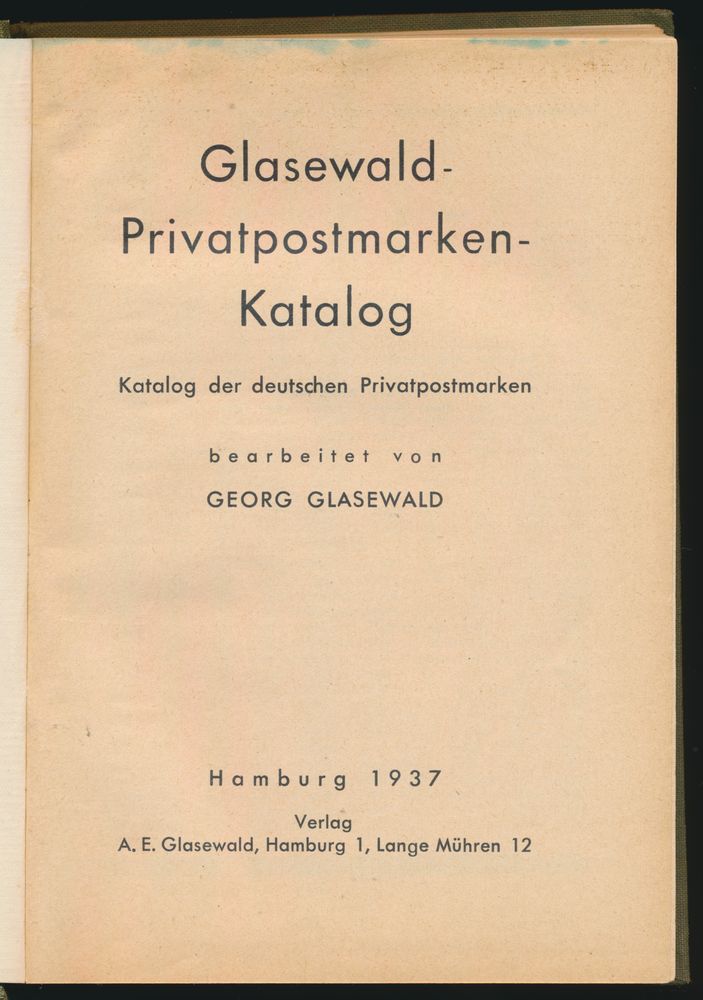 Glasewald-
Privatpostmarken-
Katalog
Katalog der deutschen Privatpostmarken
bearbeitet von
GEORG GLASEWALD
Hamburg 1937
Verlag
A. E. Glasewald, Hamburg 1, Lange Mühren 12